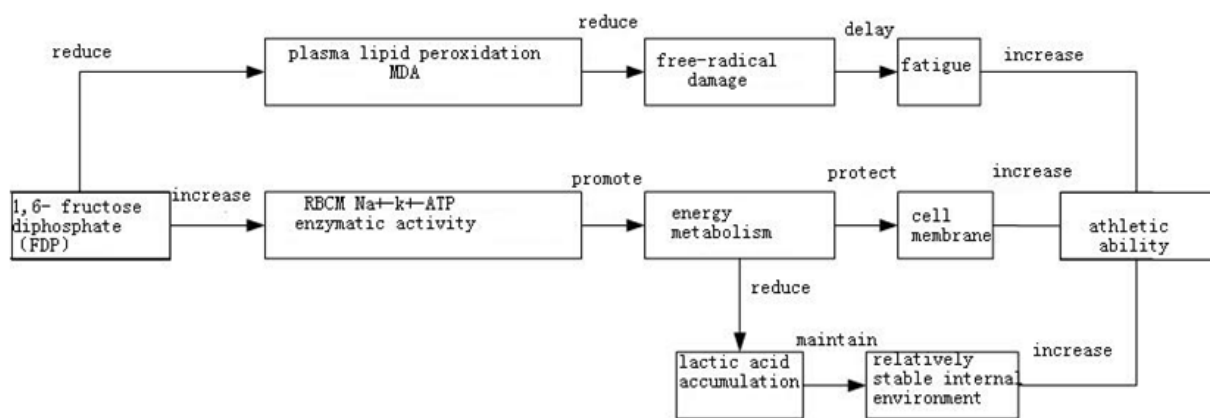 reduce
delay
reduce
plasma lipid peroxidation
MDA
free-radical
damage
fatigue
increase
1,6- fructose
diphosphate
(FDP)
increase
RBCM Na+-k+-ATP
enzymatic activity
promote
energy
metabolism
protect
cell
membrane
increase
athletic
ability
reduce
lactic acid
accumulation
maintain
relatively
stable internal
environment
increase